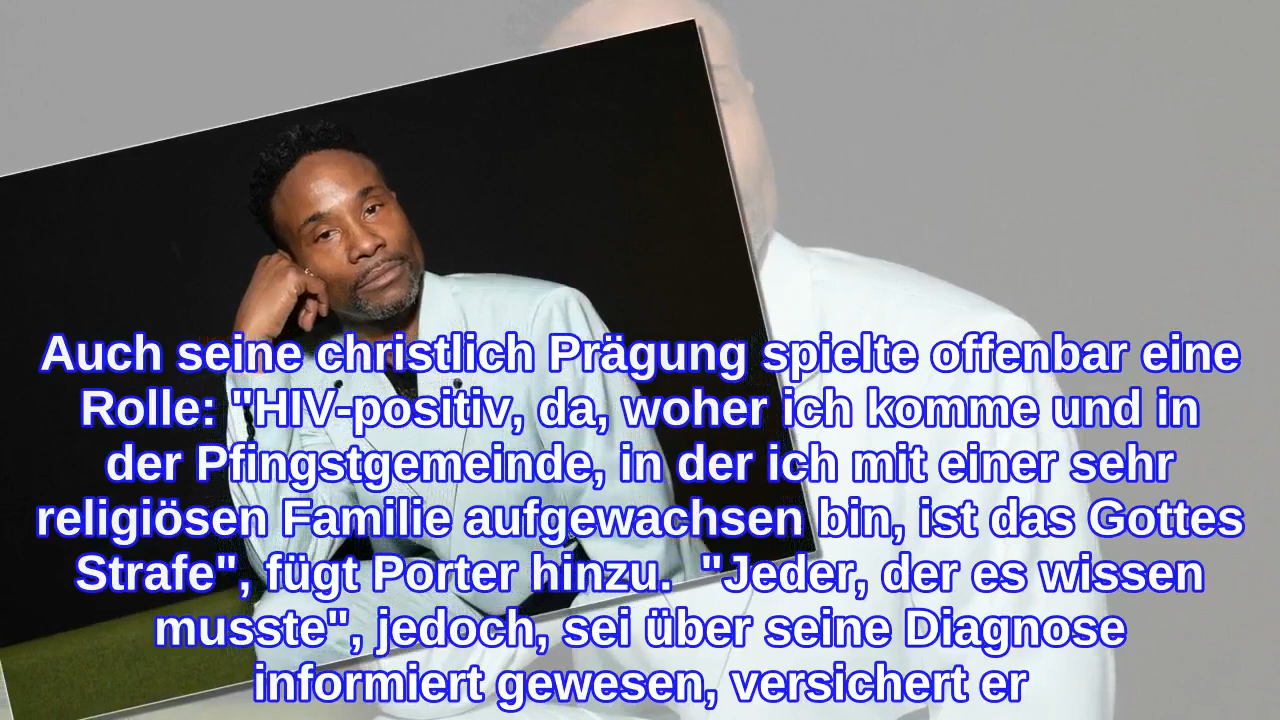 Auch seine christlich Prägung spielte offenbar eine
Rolle: "HIV-positiv, da, woher ich komme und in
der Pfingstgemeinde, in der ich mit einer sehr
religiösen Familie aufgewachsen bin, ist das Gottes
Strafe", fügt Porter hinzu.  "Jeder, der es wissen
musste", jedoch, sei über seine Diagnose
informiert gewesen, versichert er